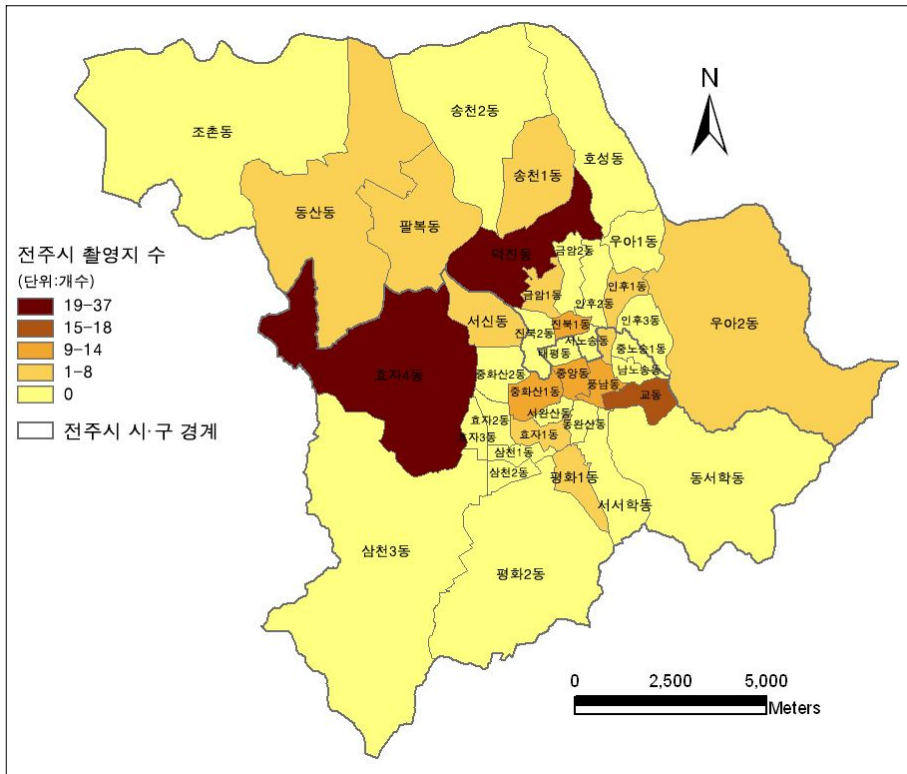 N
조촌동
송천2동
호성동
송천1동
동산동
팔복동
덕진동
금암2동
우아1동
전주시 촬영지 수
(단위:개수)
19-37
15-18
9-14
1-8
0
전주시 시·구 경계
금암1동
인후2동
인후1동
서신동
진북2동
진북1동
인후3동
우아2동
서노송동
태평동
중노송1동
남노송동
중화산2동
효자4동
중앙동
풍남동
교동
중화산1동
서완산동
동완산동
효자2동
효자3동
효자1동
삼천1동
삼천2동
평화1동
동서학동
서서학동
삼천3동
평화2동
0 2,500 5,000
Meters